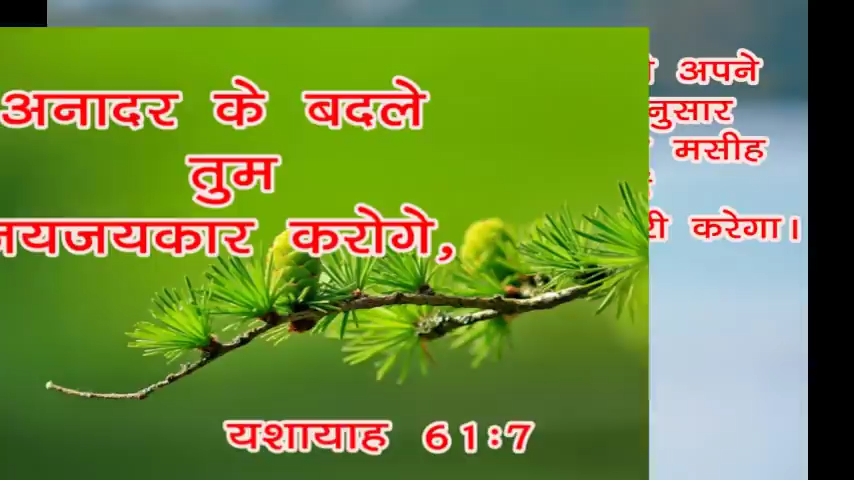 अनादर के बदले
तुम
जयजयकार करोगे,
यशायाह 61:7
अपने
मसीह
करेगा।